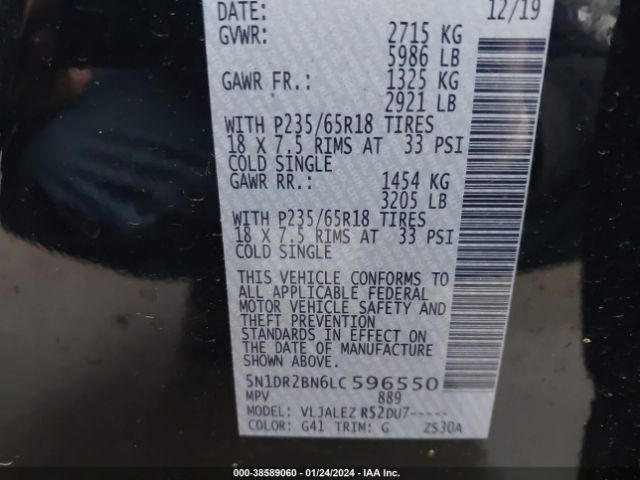 DATE: 12/19
GVWR: 2715 KG
5986 LB
GAWR FR.: 1325 KG
2921 LB
WITH P235/65R18 TIRES
18 X 7.5 RIMS AT 33 PSI
COLD SINGLE
GAWR RR.: 1454 KG
3205 LB
WITH P235/65R18 TIRES
18 X 7.5 RIMS AT 33 PSI
COLD SINGLE
THIS VEHICLE CONFORMS TO
ALL APPLICABLE FEDERAL
MOTOR VEHICLE SAFETY AND
THEFT PREVENTION
STANDARDS IN EFFECT ON
THE DATE OF MANUFACTURE
SHOWN ABOVE.
5N1DR2BN6LC596550
MPV 889
MODEL: VLJALEZ R52DU7-----
COLOR: G41 TRIM: G ZS30A
000-38589060 - 01/24/2024 - IAA Inc.